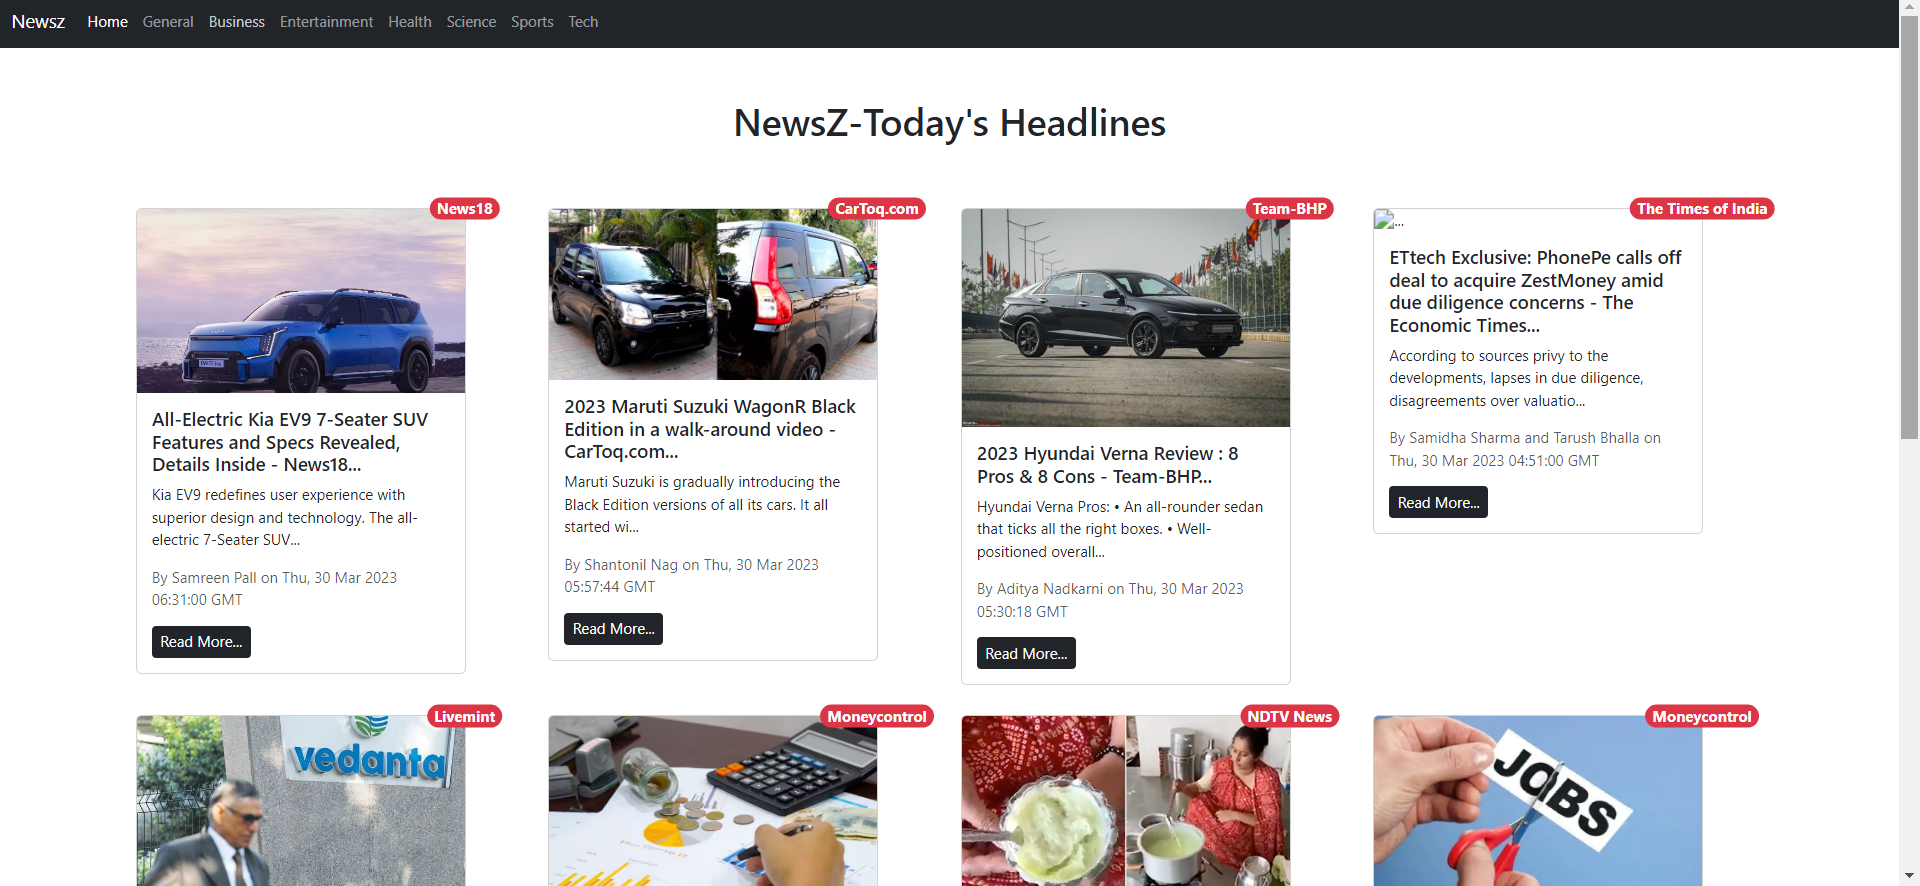 Newsz Home General Business Entertainment Health Science Sports Tech
NewsZ-Today's Headlines
News18
All-Electric Kia EV9 7-Seater SUV
Features and Specs Revealed,
Details Inside - News18...
Kia EV9 redefines user experience with
superior design and technology. The all-
electric 7-Seater SUV...
By Samreen Pall on Thu, 30 Mar 2023
06:31:00 GMT
Read More...
CarToq.com
2023 Maruti Suzuki WagonR Black
Edition in a walk-around video -
CarToq.com...
Maruti Suzuki is gradually introducing the
Black Edition versions of all its cars. It all
started wi...
By Shantonil Nag on Thu, 30 Mar 2023
05:57:44 GMT
Read More...
Team-BHP
2023 Hyundai Verna Review : 8
Pros & 8 Cons - Team-BHP...
Hyundai Verna Pros: • An all-rounder sedan
that ticks all the right boxes. • Well-
positioned overall...
By Aditya Nadkarni on Thu, 30 Mar 2023
05:30:18 GMT
Read More...
The Times of India
...
ETtech Exclusive: PhonePe calls off
deal to acquire ZestMoney amid
due diligence concerns - The
Economic Times...
According to sources privy to the
developments, lapses in due diligence,
disagreements over valuatio...
By Samidha Sharma and Tarush Bhalla on
Thu, 30 Mar 2023 04:51:00 GMT
Read More...
Livemint
vedanta
Moneycontrol
NDTV News
Moneycontrol
JOBS